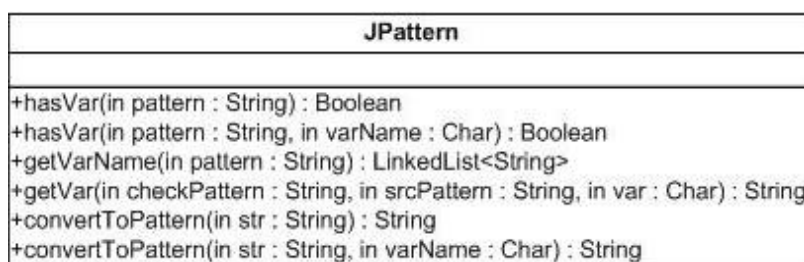 JPattern
+hasVar(in pattern : String) : Boolean
+hasVar(in pattern : String, in varName : Char) : Boolean
+getVarName(in pattern : String) : LinkedList<String>
+getVar(in checkPattern : String, in srcPattern : String, in var : Char) : String
+convertToPattern(in str : String) : String
+convertToPattern(in str : String, in varName : Char) : String